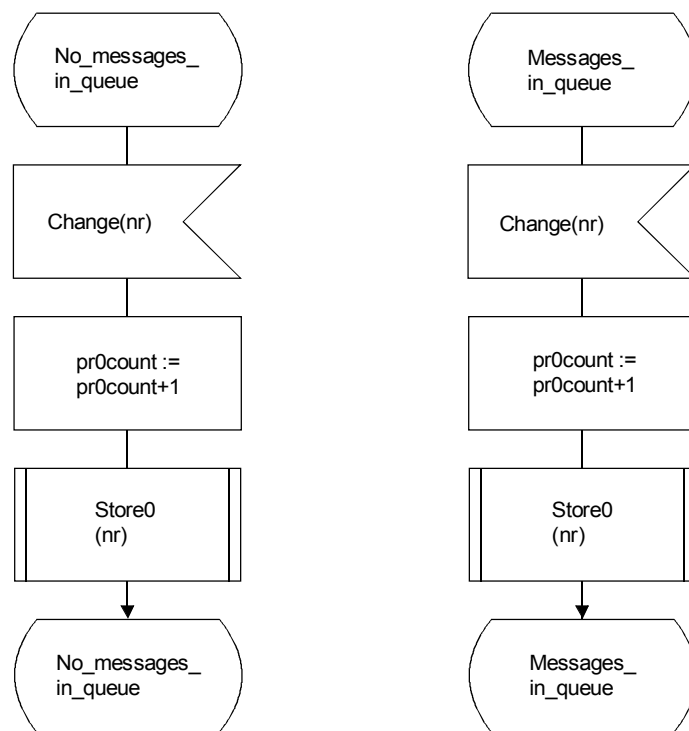 No_messages_
in_queue
Change(nr)
pr0count :=
pr0count+1
Store0
(nr)
No_messages_
in_queue
Messages_
in_queue
Change(nr)
pr0count :=
pr0count+1
Store0
(nr)
Messages_
in_queue